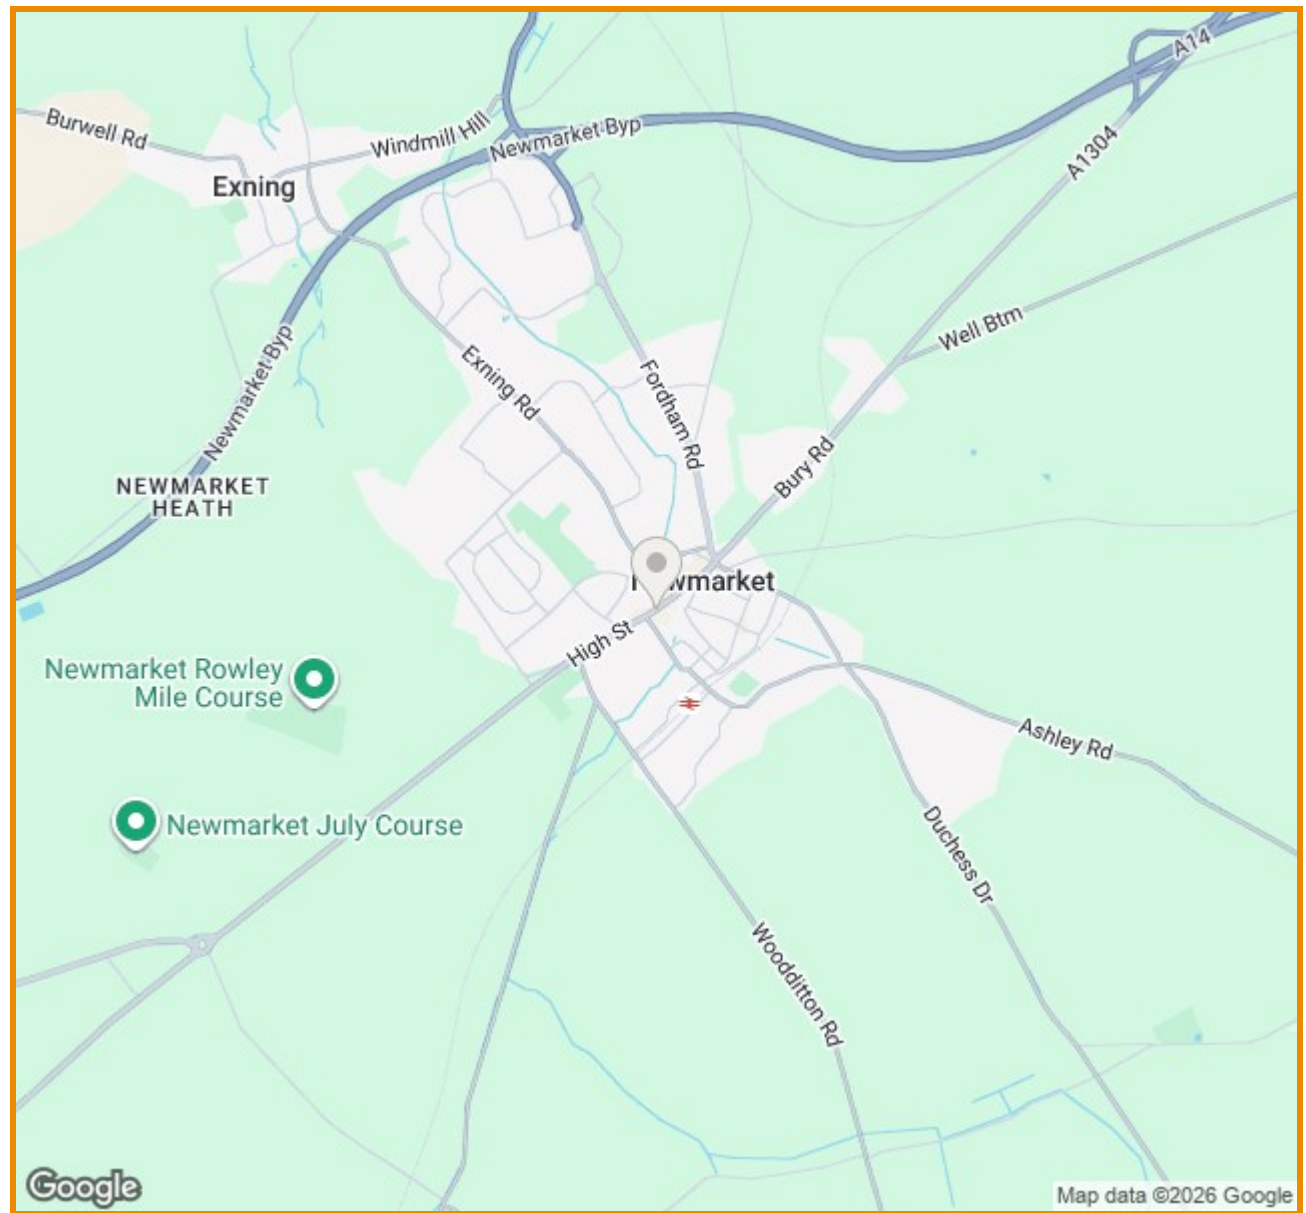 A14
Burwell Rd
Windmill Hill
Newmarket Byp
A1304
Exning
Well Btm
Newmarket Byp
Exning Rd
Fordham Rd
Bury Rd
NEWMARKET
HEATH
Newmarket
High St
Newmarket Rowley
Mile Course
Ashley Rd
Newmarket July Course
Duchess Dr
Woodditton Rd
Google
Map data ©2026 Google